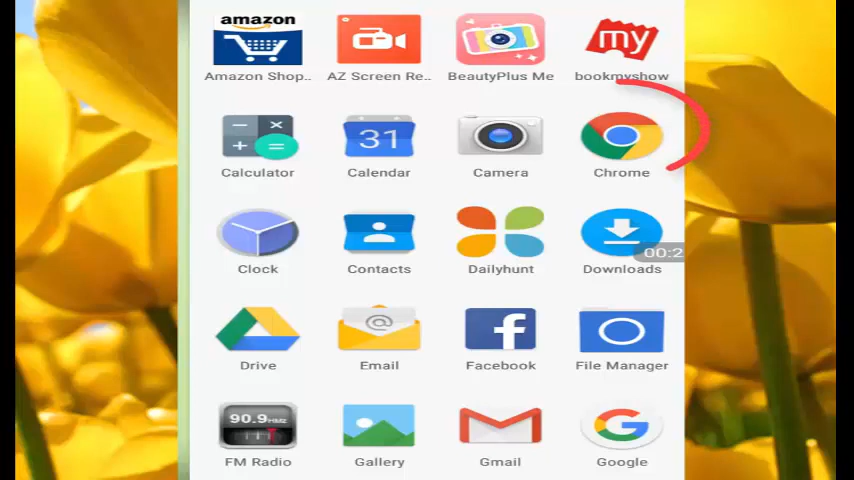 amazon
Amazon Shop.. AZ Screen Re.. BeautyPlus Me bookmyshow
my
31
Calculator Calendar Camera Chrome
00:2
Clock Contacts Dailyhunt Downloads
@
f
Drive Email Facebook File Manager
90.9 MHz
G
FM Radio Gallery Gmail Google